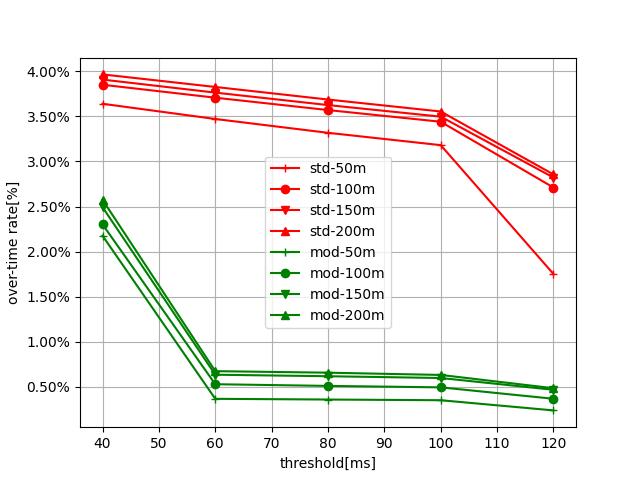 4.00%
3.50%
3.00%
2.50%
2.00%
1.50%
1.00%
0.50%
over-time rate[%]
std-50m
std-100m
std-150m
std-200m
mod-50m
mod-100m
mod-150m
mod-200m
40 50 60 70 80 90 100 110 120
threshold[ms]